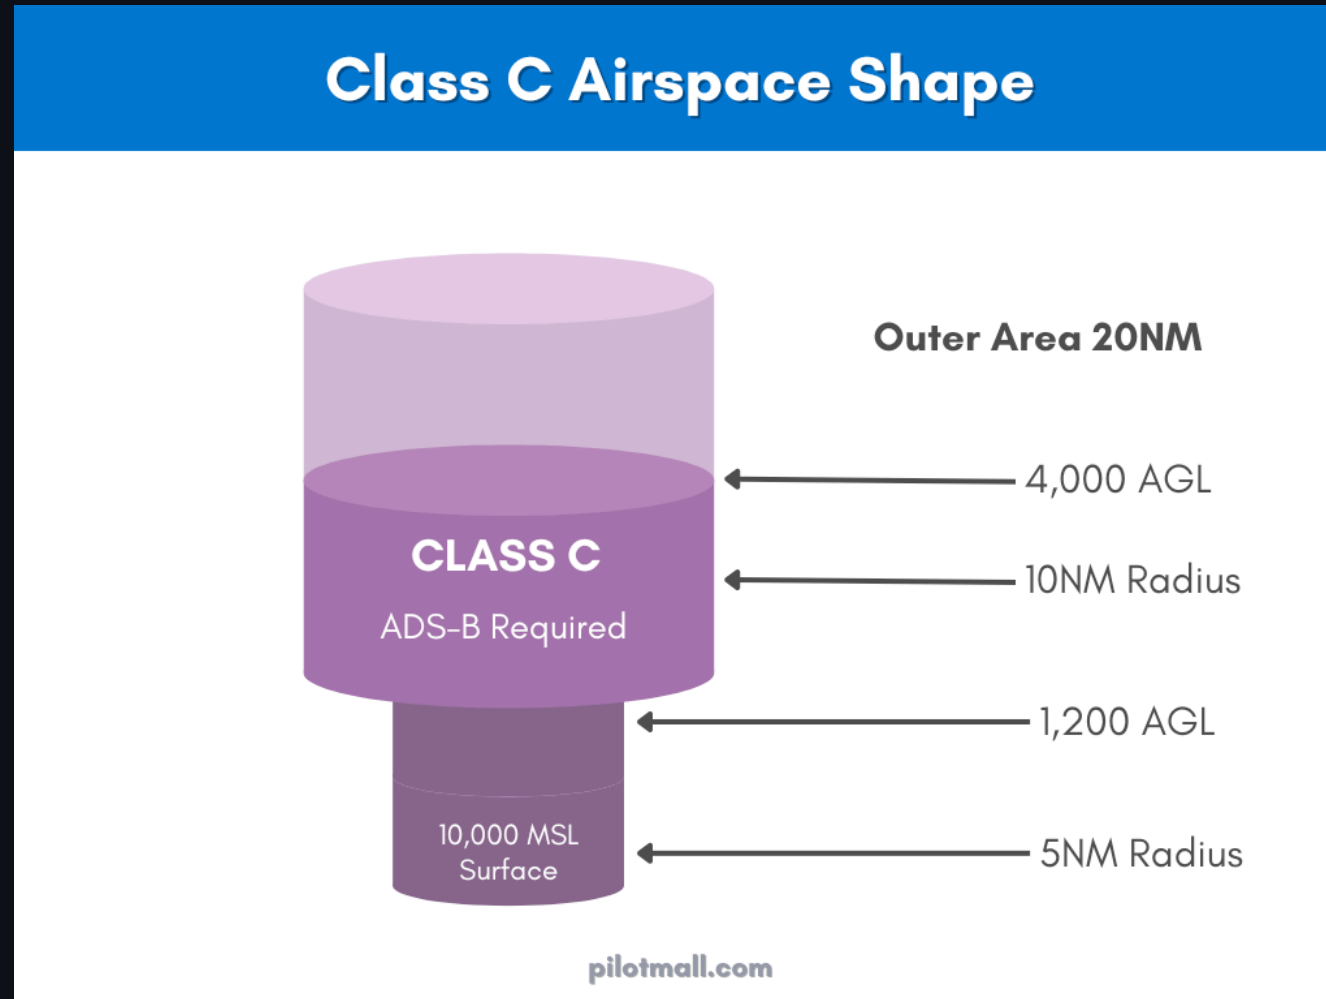 Class C Airspace Shape
Outer Area 20NM
4,000 AGL
CLASS C
10NM Radius
ADS-B Required
1,200 AGL
10,000 MSL
Surface
5NM Radius
pilotmall.com